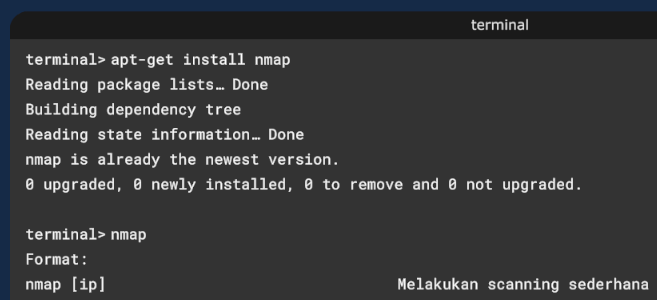 terminal
terminal> apt-get install nmap
Reading package lists… Done
Building dependency tree
Reading state information… Done
nmap is already the newest version.
0 upgraded, 0 newly installed, 0 to remove and 0 not upgraded.
terminal> nmap
Format:
nmap [ip] Melakukan scanning sederhana